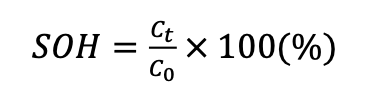 SOH = C_t / C_0 × 100(%)